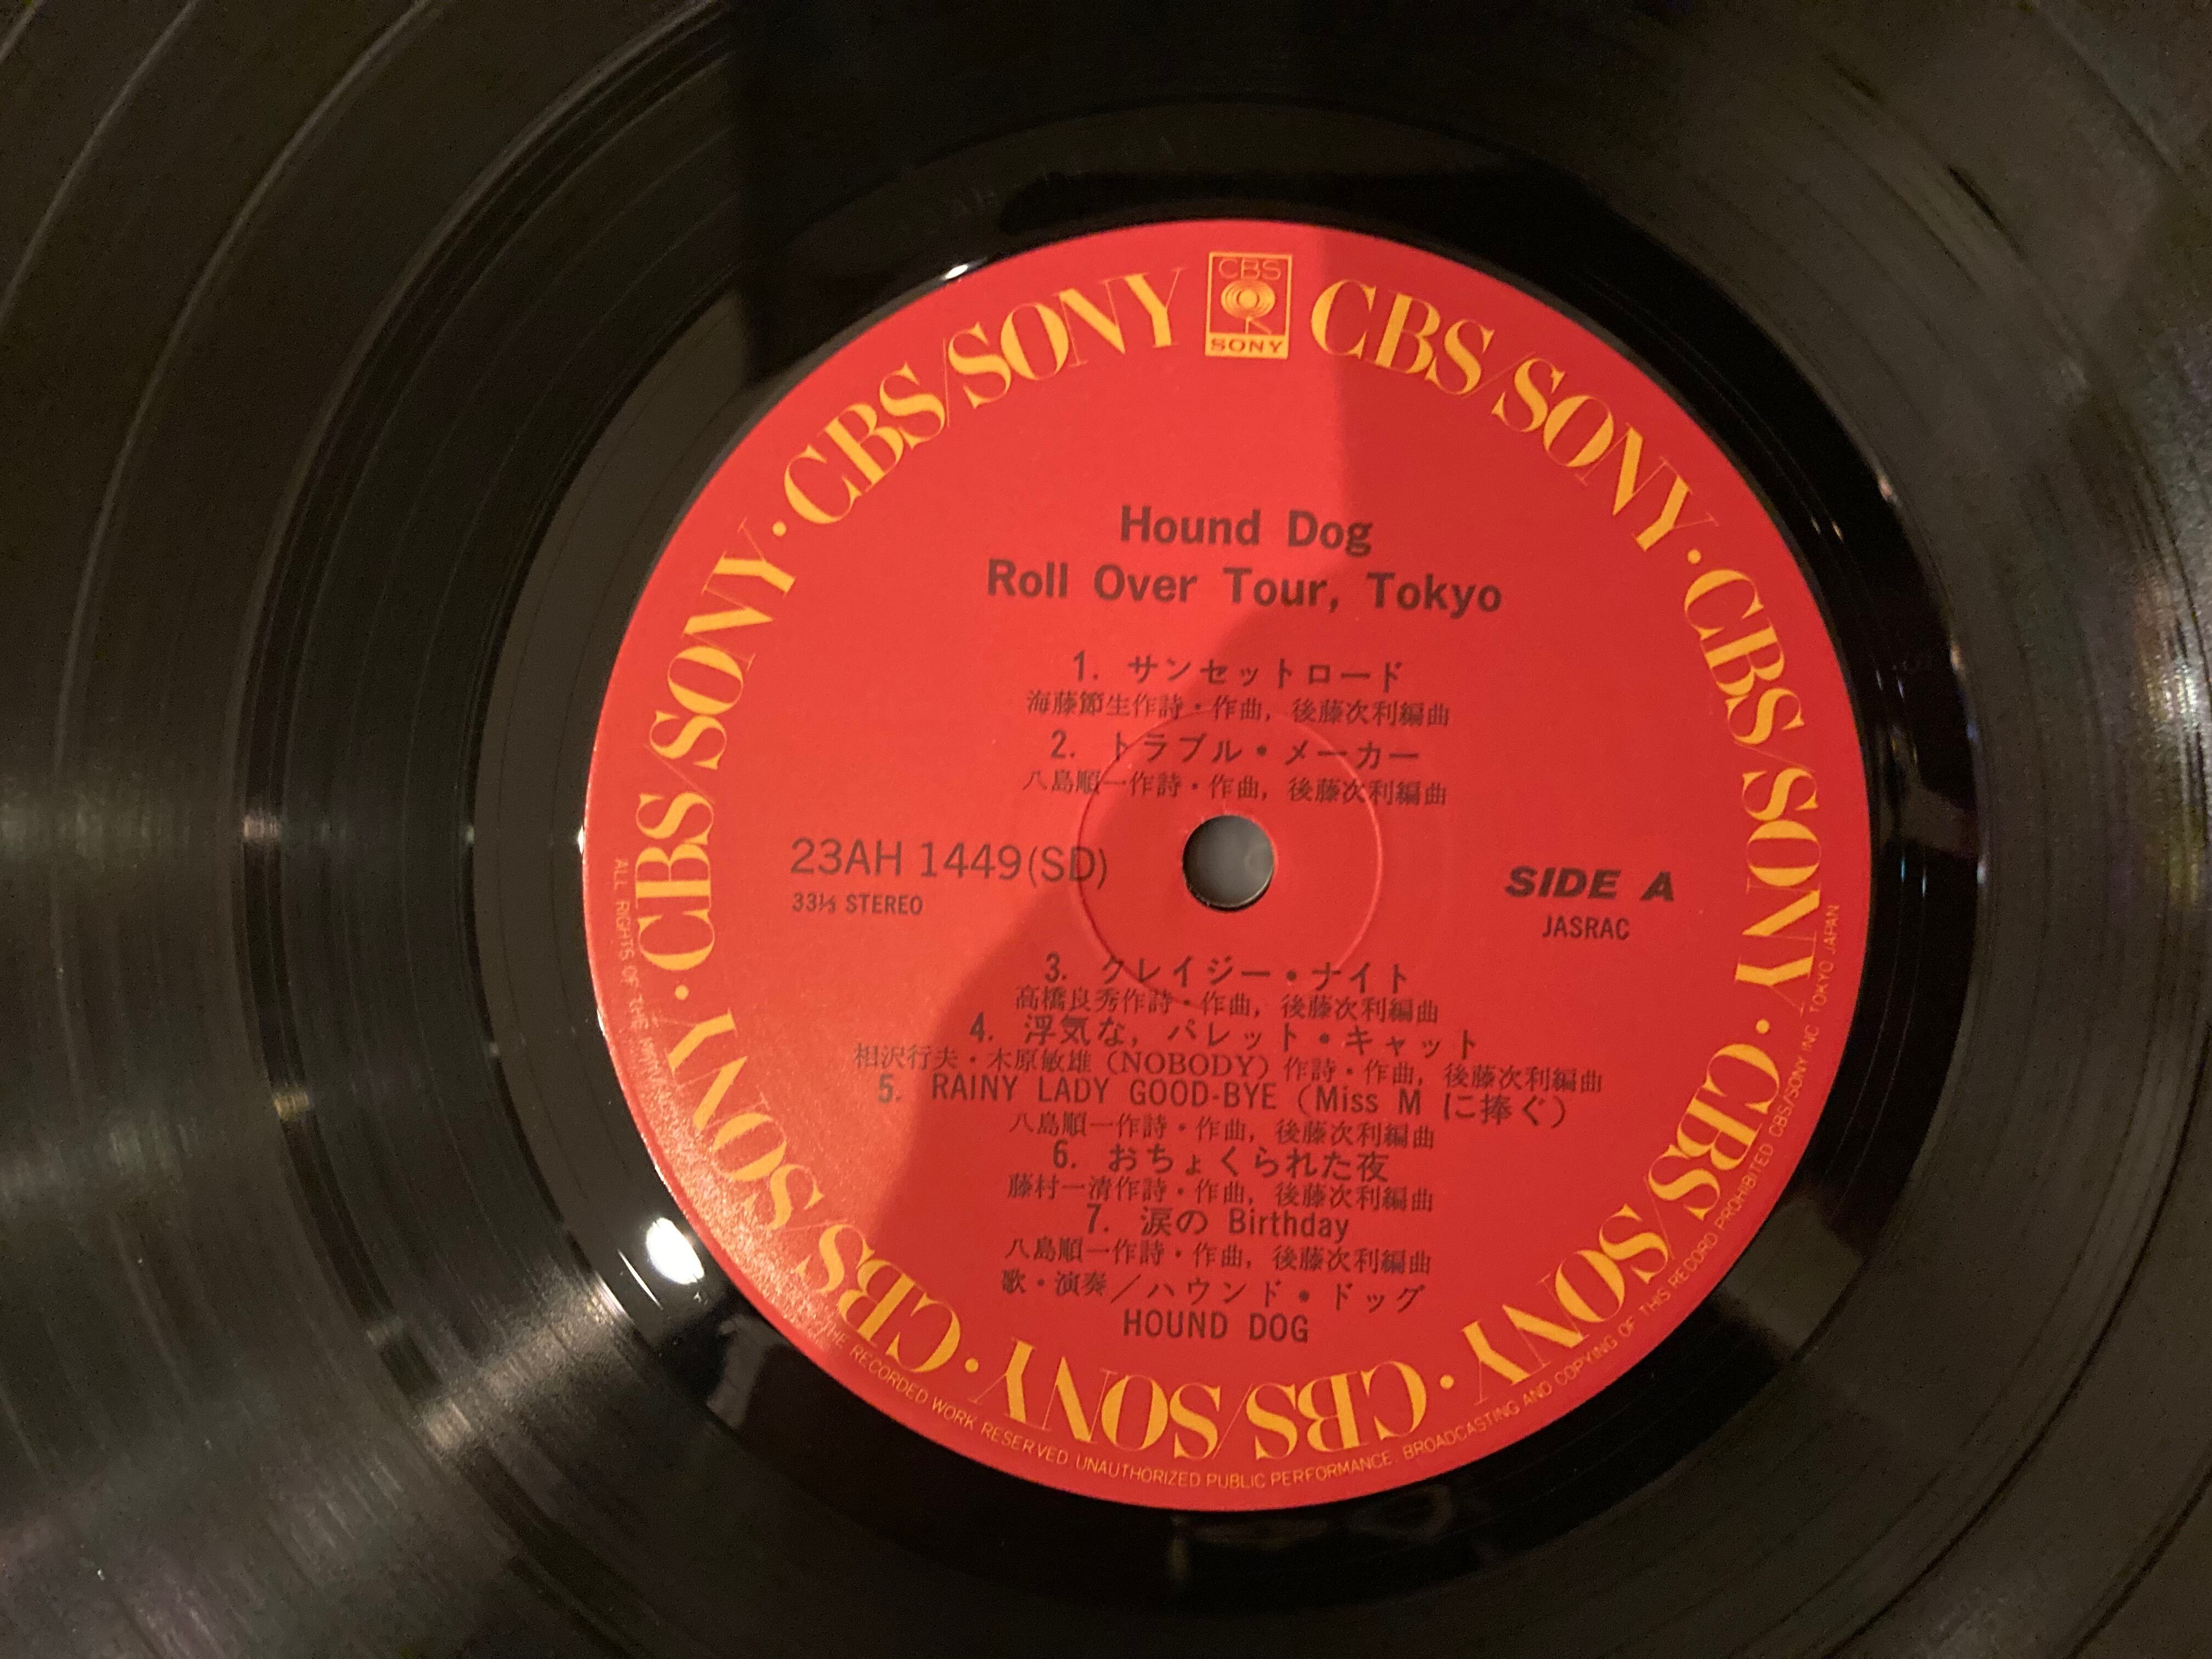 CBS
SONY
CBS/SONY · CBS/SONY · CBS/SONY · CBS/SONY · CBS/SONY · CBS/SONY · CBS/SONY · CBS/SONY
Hound Dog
Roll Over Tour, Tokyo
1. サンセットロード
海藤節生作詩・作曲, 後藤次利編曲
2. トラブル・メーカー
八島順一作詩・作曲, 後藤次利編曲
23AH 1449(SD)
33⅓ STEREO
SIDE A
JASRAC
3. クレイジー・ナイト
高橋良秀作詩・作曲, 後藤次利編曲
4. 浮気な, パレット・キャット
相沢行夫・木原敏雄(NOBODY)作詩・作曲, 後藤次利編曲
5. RAINY LADY GOOD-BYE (Miss M に捧ぐ)
八島順一作詩・作曲, 後藤次利編曲
6. おちょくられた夜
藤村一清作詩・作曲, 後藤次利編曲
7. 涙の Birthday
八島順一作詩・作曲, 後藤次利編曲
歌・演奏/ハウンド・ドッグ
HOUND DOG
ALL RIGHTS OF THE THE RECORDED WORK RESERVED UNAUTHORIZED PUBLIC PERFORMANCE. BROADCASTING AND COPYING OF THIS RECORD PROHIBITED CBS/SONY INC TOKYO JAPAN